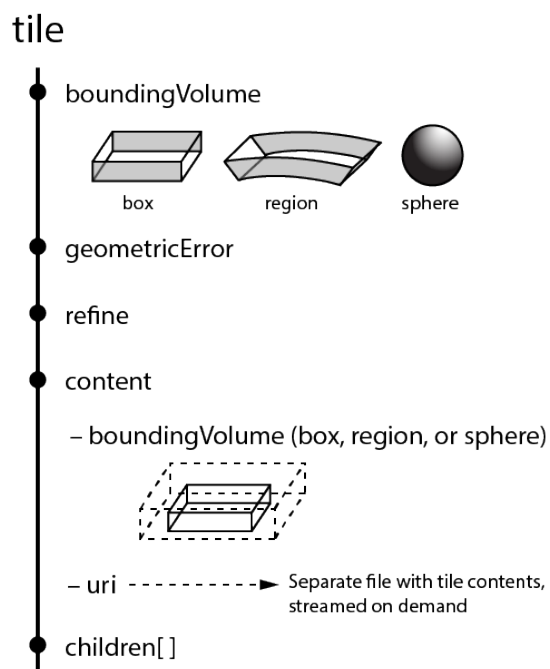 tile
boundingVolume
box region sphere
geometricError
refine
content
– boundingVolume (box, region, or sphere)
– uri Separate file with tile contents,
streamed on demand
children[ ]